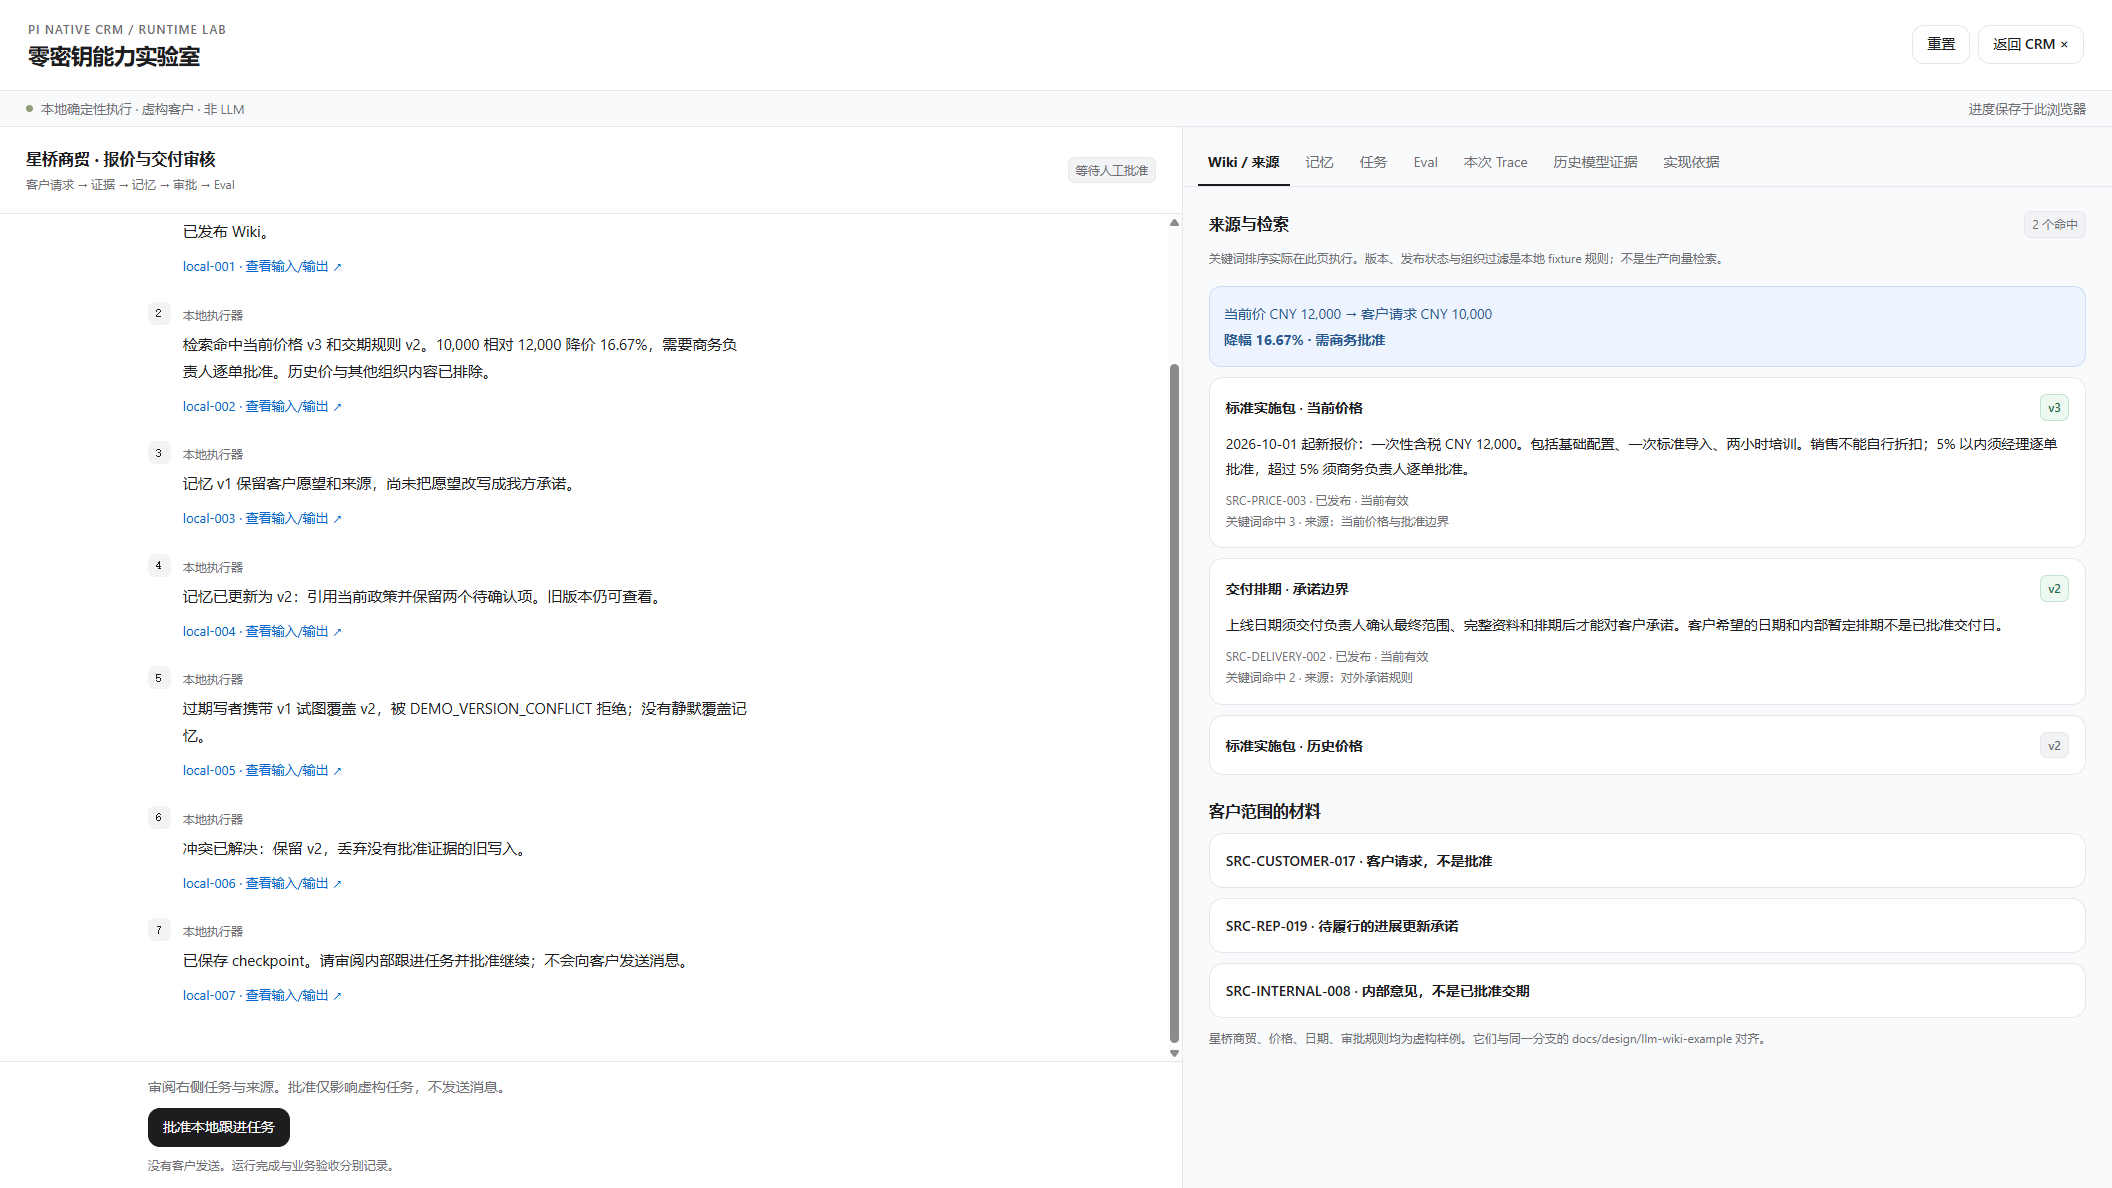 PI NATIVE CRM / RUNTIME LAB
零密钥能力实验室
重置
返回 CRM ×
本地确定性执行 · 虚构客户 · 非 LLM
进度保存于此浏览器
星桥商贸 · 报价与交付审核
客户请求 → 证据 → 记忆 → 审批 → Eval
等待人工批准
已发布 Wiki。
local-001 · 查看输入/输出 ↗
2
本地执行器
检索命中当前价格 v3 和交期规则 v2。10,000 相对 12,000 降价 16.67%，需要商务负
责人逐单批准。历史价与其他组织内容已排除。
local-002 · 查看输入/输出 ↗
3
本地执行器
记忆 v1 保留客户愿望和来源，尚未把愿望改写成我方承诺。
local-003 · 查看输入/输出 ↗
4
本地执行器
记忆已更新为 v2：引用当前政策并保留两个待确认项。旧版本仍可查看。
local-004 · 查看输入/输出 ↗
5
本地执行器
过期写者携带 v1 试图覆盖 v2，被 DEMO_VERSION_CONFLICT 拒绝；没有静默覆盖记
忆。
local-005 · 查看输入/输出 ↗
6
本地执行器
冲突已解决：保留 v2，丢弃没有批准证据的旧写入。
local-006 · 查看输入/输出 ↗
7
本地执行器
已保存 checkpoint。请审阅内部跟进任务并批准继续；不会向客户发送消息。
local-007 · 查看输入/输出 ↗
审阅右侧任务与来源。批准仅影响虚构任务，不发送消息。
批准本地跟进任务
没有客户发送。运行完成与业务验收分别记录。
Wiki / 来源
记忆
任务
Eval
本次 Trace
历史模型证据
实现依据
来源与检索
2 个命中
关键词排序实际在此页执行。版本、发布状态与组织过滤是本地 fixture 规则；不是生产向量检索。
当前价 CNY 12,000 → 客户请求 CNY 10,000
降幅 16.67% · 需商务批准
标准实施包 · 当前价格
v3
2026-10-01 起新报价：一次性含税 CNY 12,000。包括基础配置、一次标准导入、两小时培训。销售不能自行折扣；5% 以内须经理逐单
批准，超过 5% 须商务负责人逐单批准。
SRC-PRICE-003 · 已发布 · 当前有效
关键词命中 3 · 来源：当前价格与批准边界
交付排期 · 承诺边界
v2
上线日期须交付负责人确认最终范围、完整资料和排期后才能对客户承诺。客户希望的日期和内部暂定排期不是已批准交付日。
SRC-DELIVERY-002 · 已发布 · 当前有效
关键词命中 2 · 来源：对外承诺规则
标准实施包 · 历史价格
v2
客户范围的材料
SRC-CUSTOMER-017 · 客户请求，不是批准
SRC-REP-019 · 待履行的进展更新承诺
SRC-INTERNAL-008 · 内部意见，不是已批准交期
星桥商贸、价格、日期、审批规则均为虚构样例。它们与同一分支的 docs/design/llm-wiki-example 对齐。